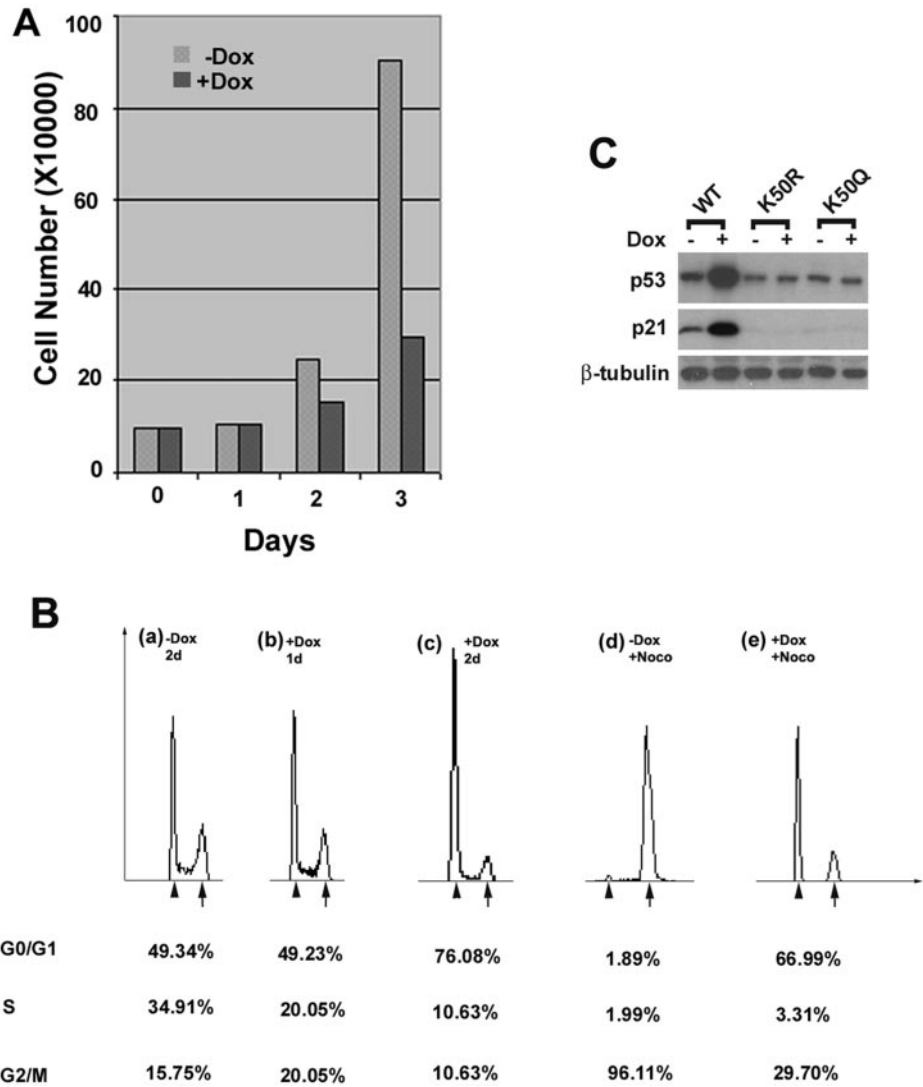 A
100
80
60
40
20
0
Cell Number (X10000)
-Dox
+Dox
0 1 2 3
Days
C
WT K50R K50Q
Dox - + - + - +
p53
p21
β-tubulin
B
(a) -Dox
2d
(b) +Dox
1d
(c) +Dox
2d
(d) -Dox
+Noco
(e) +Dox
+Noco
G0/G1 49.34% 49.23% 76.08% 1.89% 66.99%
S 34.91% 20.05% 10.63% 1.99% 3.31%
G2/M 15.75% 20.05% 10.63% 96.11% 29.70%